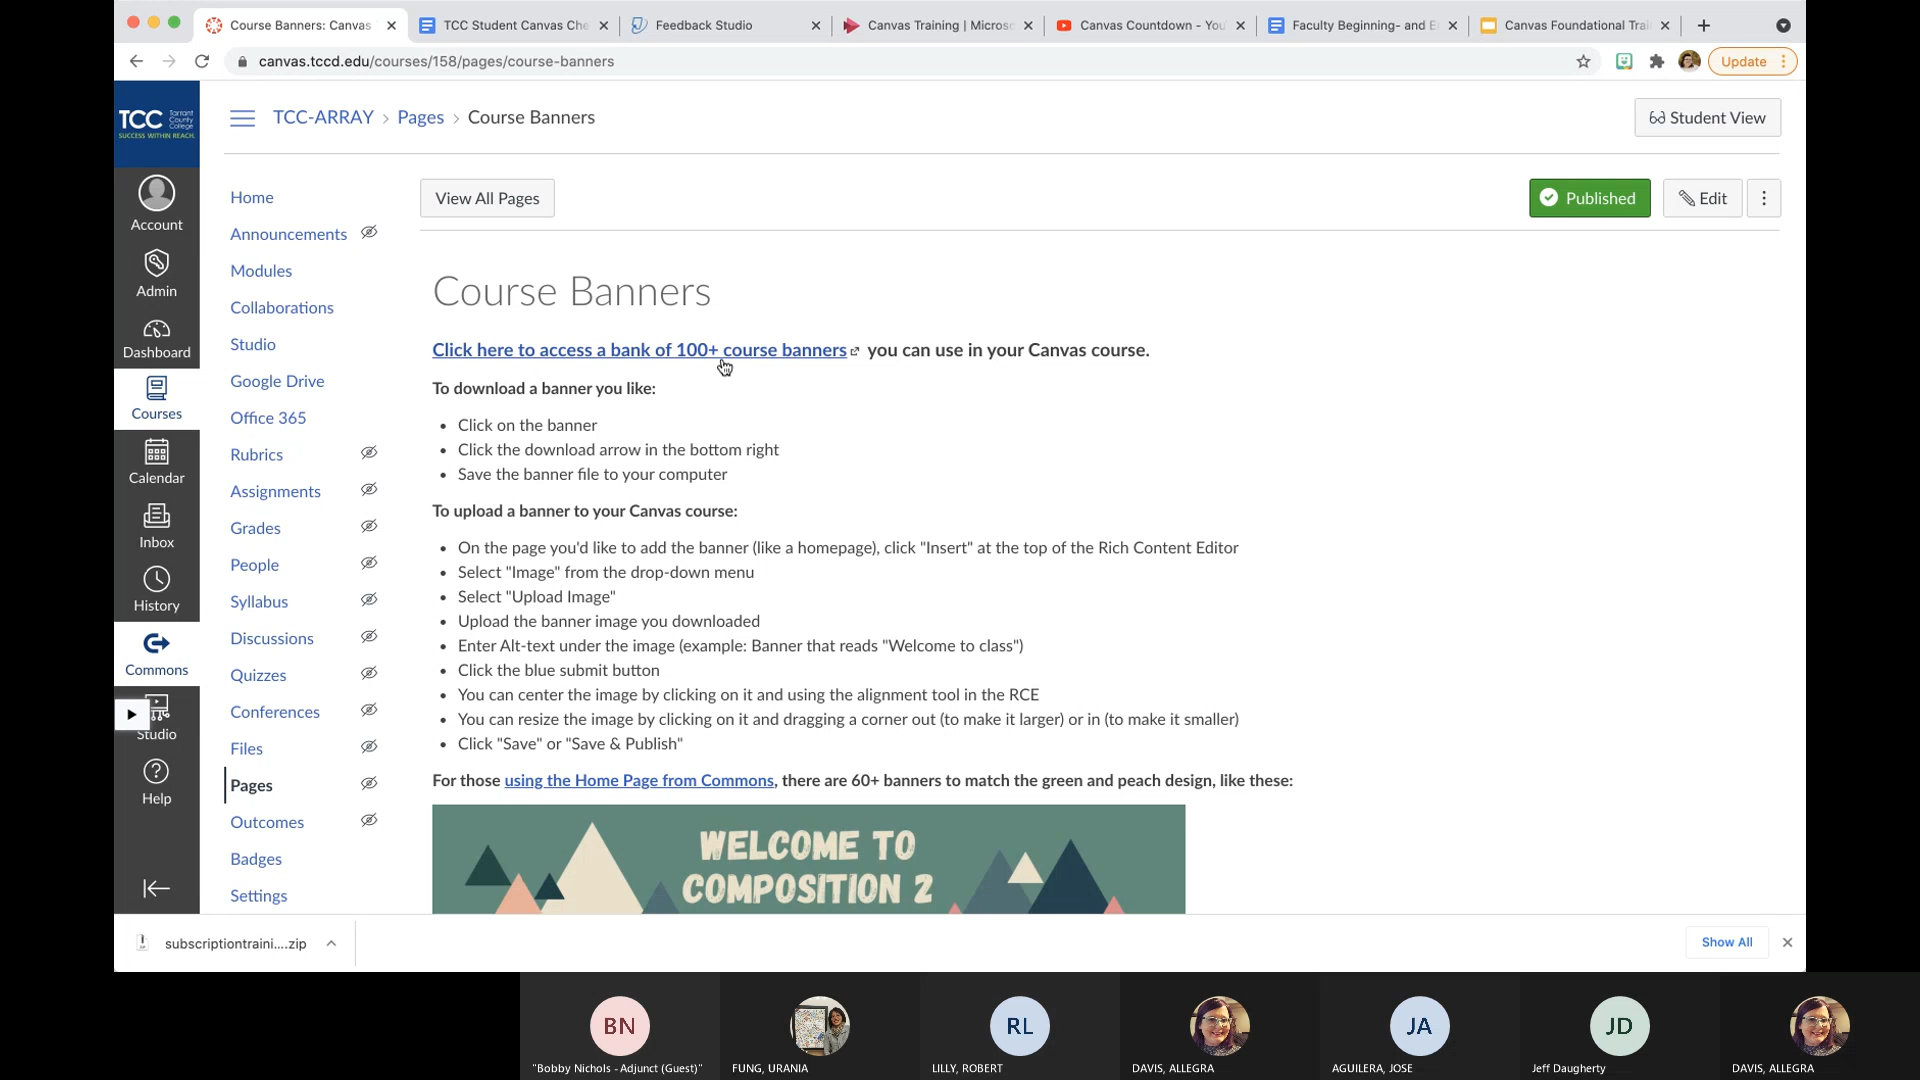 Course Banners: Canvas
TCC Student Canvas Che
Feedback Studio
Canvas Training | Microso
Canvas Countdown - You
Faculty Beginning- and E
Canvas Foundational Trai
canvas.tccd.edu/courses/158/pages/course-banners
Update
TCC Tarrant County College
SUCCESS WITHIN REACH.
TCC-ARRAY > Pages > Course Banners
Student View
Account
Admin
Dashboard
Courses
Calendar
Inbox
History
Commons
Studio
Help
Home
Announcements
Modules
Collaborations
Studio
Google Drive
Office 365
Rubrics
Assignments
Grades
People
Syllabus
Discussions
Quizzes
Conferences
Files
Pages
Outcomes
Badges
Settings
View All Pages
Published
Edit
Course Banners
Click here to access a bank of 100+ course banners you can use in your Canvas course.
To download a banner you like:
• Click on the banner
• Click the download arrow in the bottom right
• Save the banner file to your computer
To upload a banner to your Canvas course:
• On the page you'd like to add the banner (like a homepage), click "Insert" at the top of the Rich Content Editor
• Select "Image" from the drop-down menu
• Select "Upload Image"
• Upload the banner image you downloaded
• Enter Alt-text under the image (example: Banner that reads "Welcome to class")
• Click the blue submit button
• You can center the image by clicking on it and using the alignment tool in the RCE
• You can resize the image by clicking on it and dragging a corner out (to make it larger) or in (to make it smaller)
• Click "Save" or "Save & Publish"
For those using the Home Page from Commons, there are 60+ banners to match the green and peach design, like these:
WELCOME TO
COMPOSITION 2
subscriptiontraini....zip
Show All
BN
RL
JA
JD
"Bobby Nichols - Adjunct (Guest)"
FUNG, URANIA
LILLY, ROBERT
DAVIS, ALLEGRA
AGUILERA, JOSE
Jeff Daugherty
DAVIS, ALLEGRA